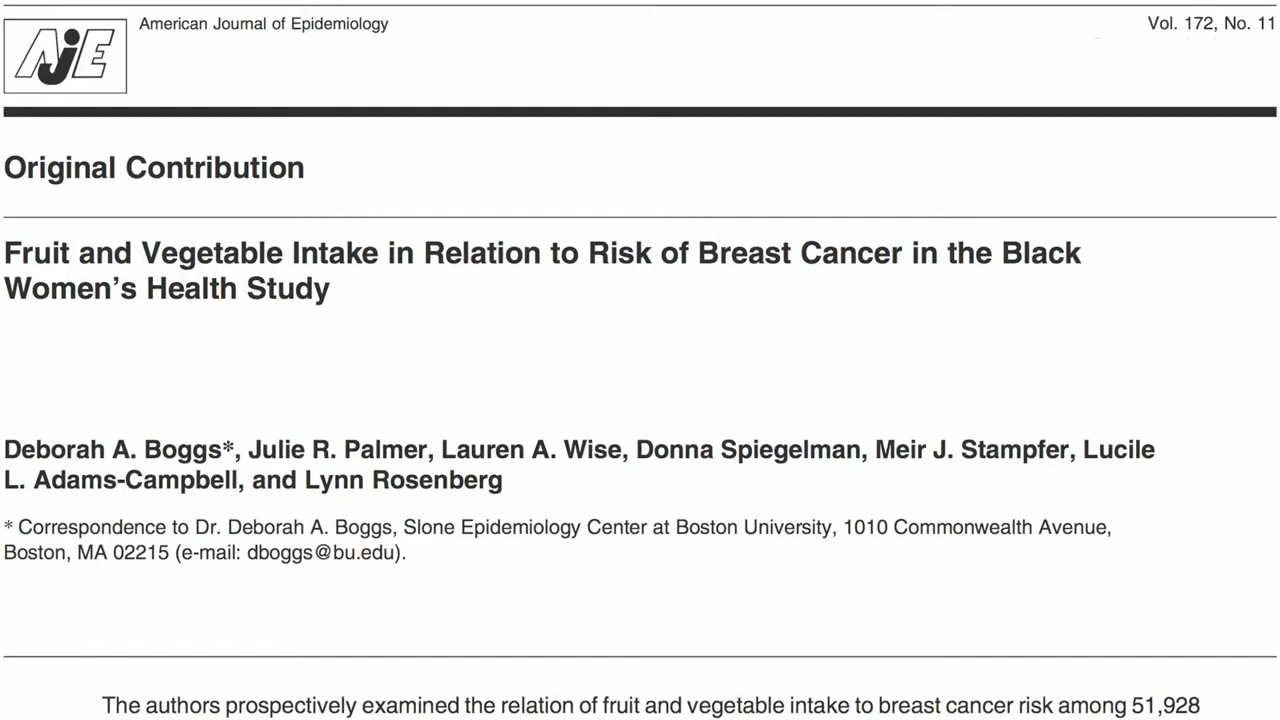 AJE
American Journal of Epidemiology
Vol. 172, No. 11
Original Contribution
Fruit and Vegetable Intake in Relation to Risk of Breast Cancer in the Black
Women’s Health Study
Deborah A. Boggs*, Julie R. Palmer, Lauren A. Wise, Donna Spiegelman, Meir J. Stampfer, Lucile
L. Adams-Campbell, and Lynn Rosenberg
* Correspondence to Dr. Deborah A. Boggs, Slone Epidemiology Center at Boston University, 1010 Commonwealth Avenue,
Boston, MA 02215 (e-mail: dboggs@bu.edu).
The authors prospectively examined the relation of fruit and vegetable intake to breast cancer risk among 51,928